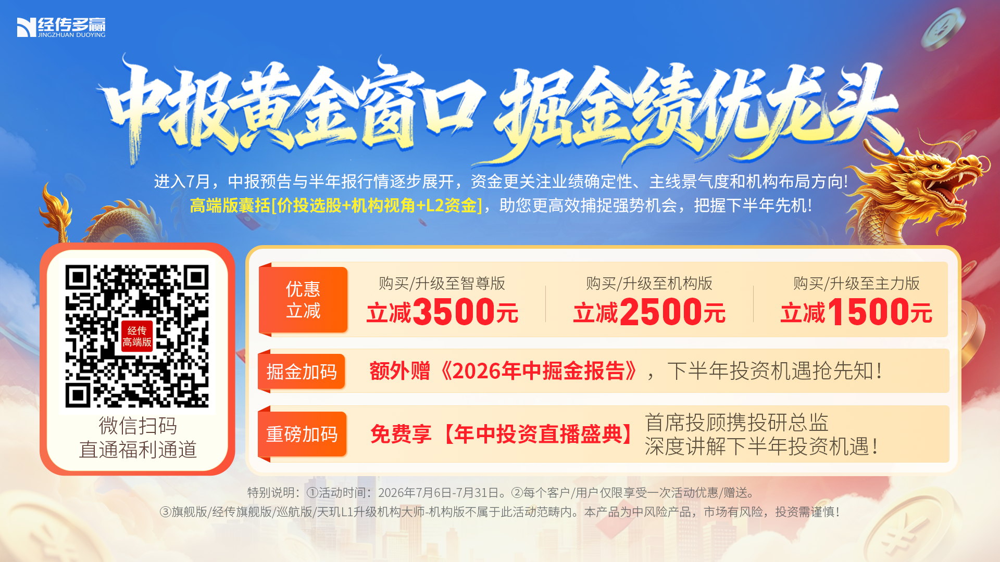 经传多赢
JINGZHUAN DUOYING
中报黄金窗口 掘金绩优龙头
进入7月，中报预告与半年报行情逐步展开，资金更关注业绩确定性、主线景气度和机构布局方向!
高端版囊括[价投选股+机构视角+L2资金]，助您更高效捕捉强势机会，把握下半年先机!
经传
高端版
微信扫码
直通福利通道
优惠
立减
购买/升级至智尊版
立减3500元
购买/升级至机构版
立减2500元
购买/升级至主力版
立减1500元
掘金加码
额外赠《2026年中掘金报告》，下半年投资机遇抢先知！
重磅加码
免费享【年中投资直播盛典】
首席投顾携投研总监
深度讲解下半年投资机遇！
特别说明：①活动时间：2026年7月6日-7月31日。②每个客户/用户仅限享受一次活动优惠/赠送。
③旗舰版/经传旗舰版/巡航版/天玑L1升级机构大师-机构版不属于此活动范畴内。本产品为中风险产品，市场有风险，投资需谨慎！